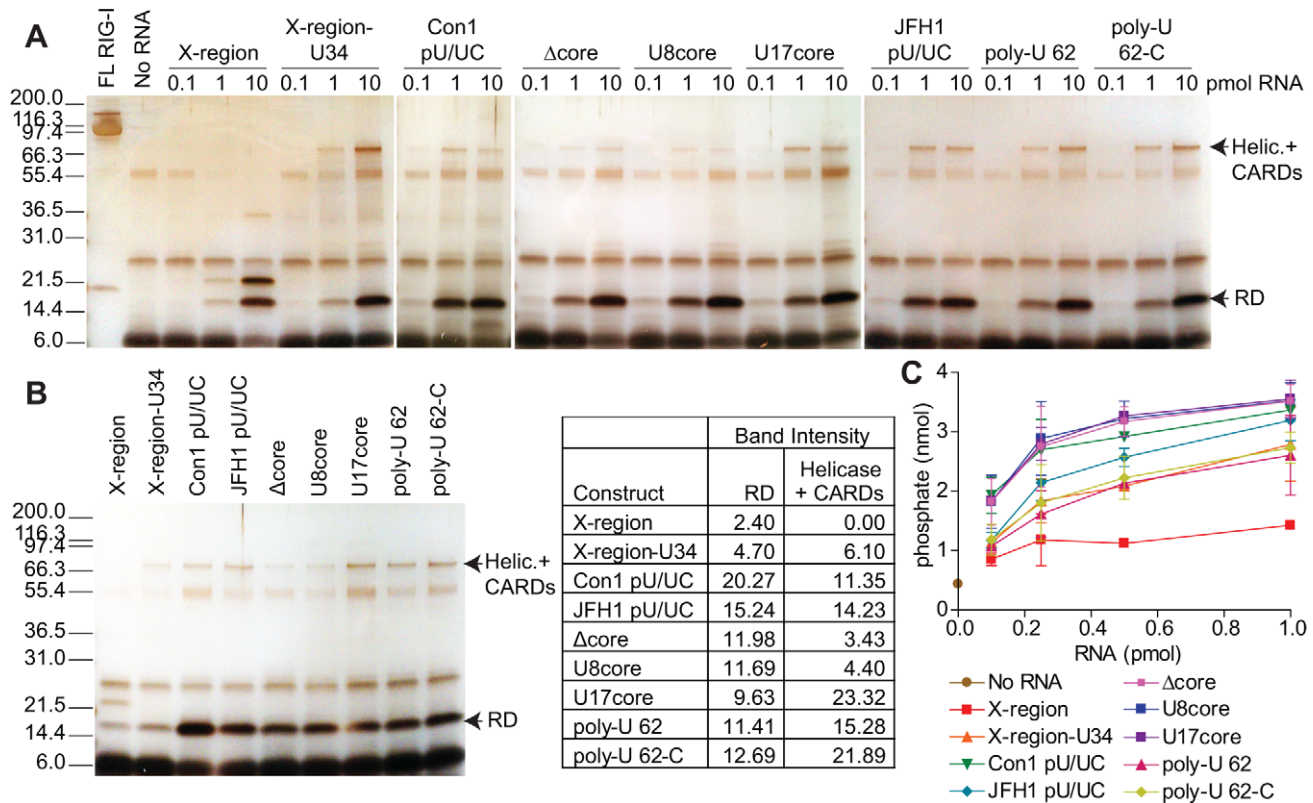 A
FL RIG-I
No RNA
X-region
X-region-
U34
Con1
pU/UC
Δcore
U8core
U17core
JFH1
pU/UC
poly-U 62
poly-U
62-C
0.1 1 10 0.1 1 10 0.1 1 10 0.1 1 10 0.1 1 10 0.1 1 10 0.1 1 10 0.1 1 10 0.1 1 10 pmol RNA
200.0
116.3
97.4
66.3
55.4
36.5
31.0
21.5
14.4
6.0
Helic.+
CARDs
RD
B
X-region
X-region-U34
Con1 pU/UC
JFH1 pU/UC
Δcore
U8core
U17core
poly-U 62
poly-U 62-C
200.0
116.3
97.4
66.3
55.4
36.5
31.0
21.5
14.4
6.0
Helic.+
CARDs
RD
Band Intensity
Construct RD Helicase + CARDs
X-region 2.40 0.00
X-region-U34 4.70 6.10
Con1 pU/UC 20.27 11.35
JFH1 pU/UC 15.24 14.23
Δcore 11.98 3.43
U8core 11.69 4.40
U17core 9.63 23.32
poly-U 62 11.41 15.28
poly-U 62-C 12.69 21.89
C
phosphate (nmol)
4
3
2
1
0
0.0 0.2 0.4 0.6 0.8 1.0
RNA (pmol)
No RNA
X-region
X-region-U34
Con1 pU/UC
JFH1 pU/UC
Δcore
U8core
U17core
poly-U 62
poly-U 62-C